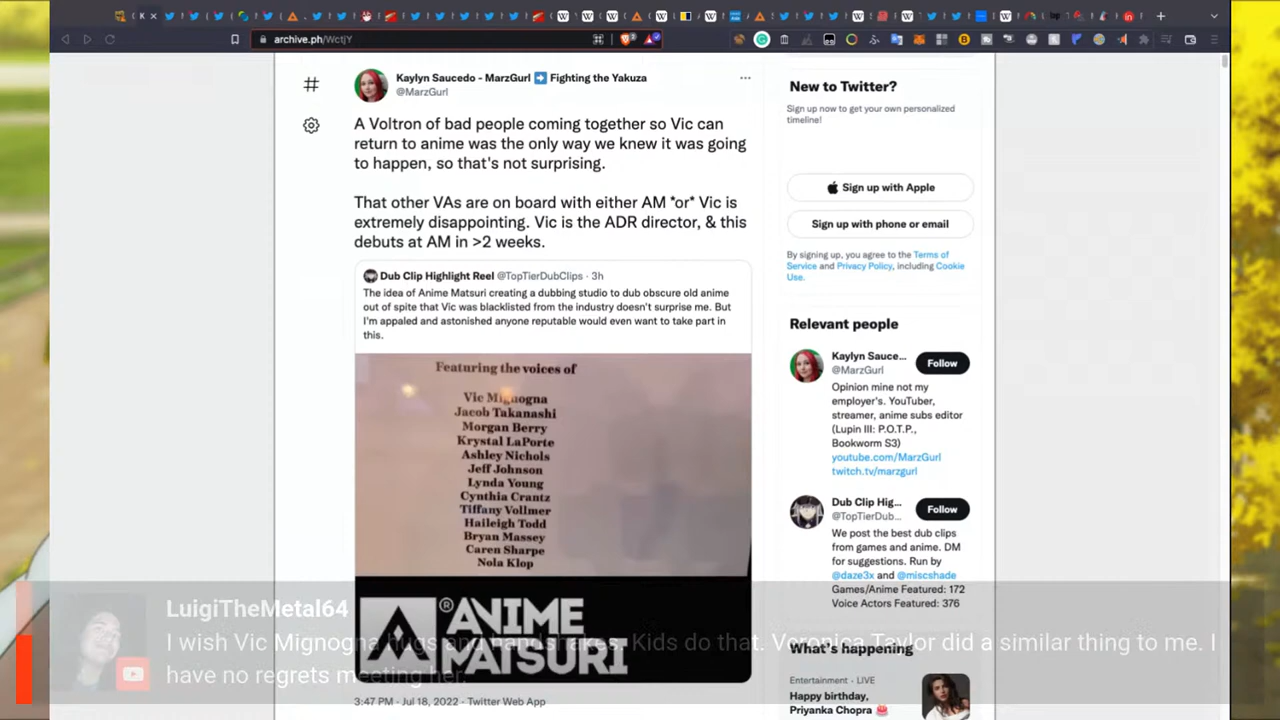 archive.ph/WctjY
Kaylyn Saucedo - MarzGurl ➡️ Fighting the Yakuza
@MarzGurl
A Voltron of bad people coming together so Vic can
return to anime was the only way we knew it was going
to happen, so that's not surprising.
That other VAs are on board with either AM *or* Vic is
extremely disappointing. Vic is the ADR director, & this
debuts at AM in >2 weeks.
Dub Clip Highlight Reel @TopTierDubClips · 3h
The idea of Anime Matsuri creating a dubbing studio to dub obscure old anime
out of spite that Vic was blacklisted from the industry doesn't surprise me. But
I'm appaled and astonished anyone reputable would even want to take part in
this.
Featuring the voices of
Vic Mignogna
Jacob Takanashi
Morgan Berry
Krystal LaPorte
Ashley Nichols
Jeff Johnson
Lynda Young
Cynthia Crantz
Tiffany Vollmer
Haileigh Todd
Bryan Massey
Caren Sharpe
Nola Klop
® ANIME
MATSURI
3:47 PM · Jul 18, 2022 · Twitter Web App
New to Twitter?
Sign up now to get your own personalized
timeline!
Sign up with Apple
Sign up with phone or email
By signing up, you agree to the Terms of
Service and Privacy Policy, including Cookie
Use.
Relevant people
Kaylyn Sauce...
@MarzGurl
Follow
Opinion mine not my
employer's. YouTuber,
streamer, anime subs editor
(Lupin III: P.O.T.P.,
Bookworm S3)
youtube.com/MarzGurl
twitch.tv/marzgurl
Dub Clip Hig...
@TopTierDub...
Follow
We post the best dub clips
from games and anime. DM
for suggestions. Run by
@daze3x and @miscshade
Games/Anime Featured: 172
Voice Actors Featured: 376
What's happening
Entertainment · LIVE
Happy birthday,
Priyanka Chopra 🎂
LuigiTheMetal64
I wish Vic Mignogna hugs and handshakes. Kids do that. Veronica Taylor did a similar thing to me. I
have no regrets meeting her.